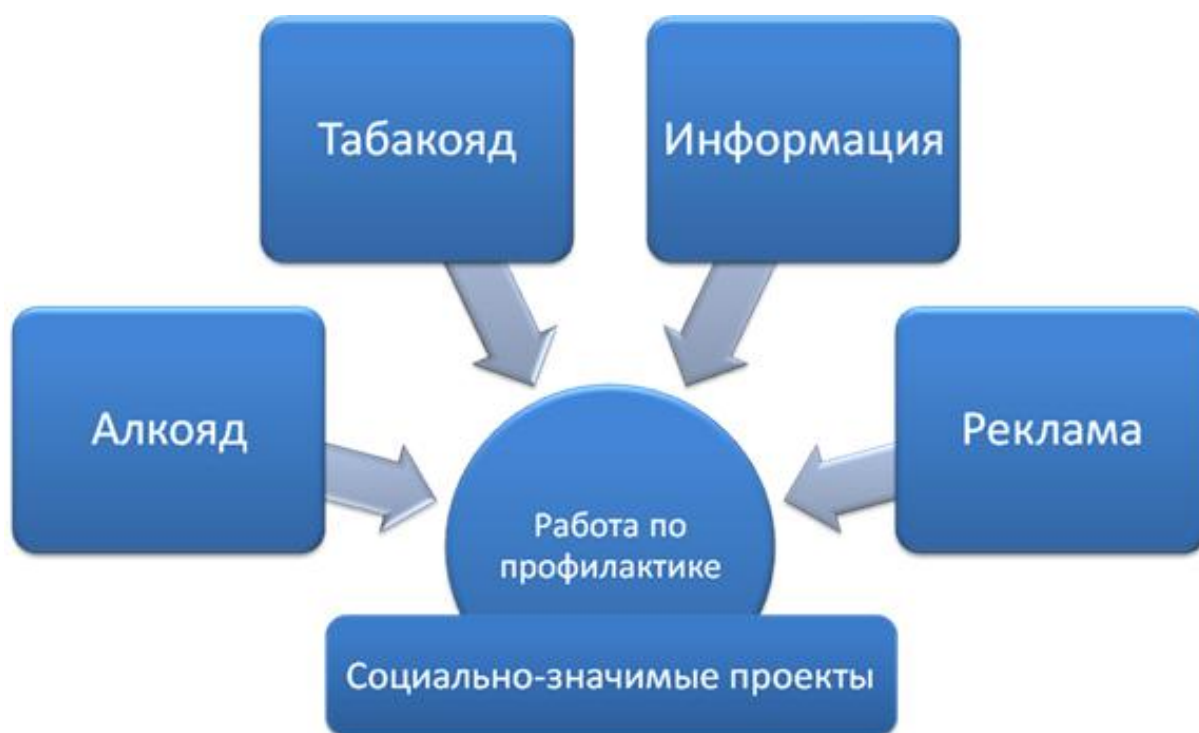 Табакояд
Информация
Алкояд
Реклама
Работа по
профилактике
Социально-значимые проекты